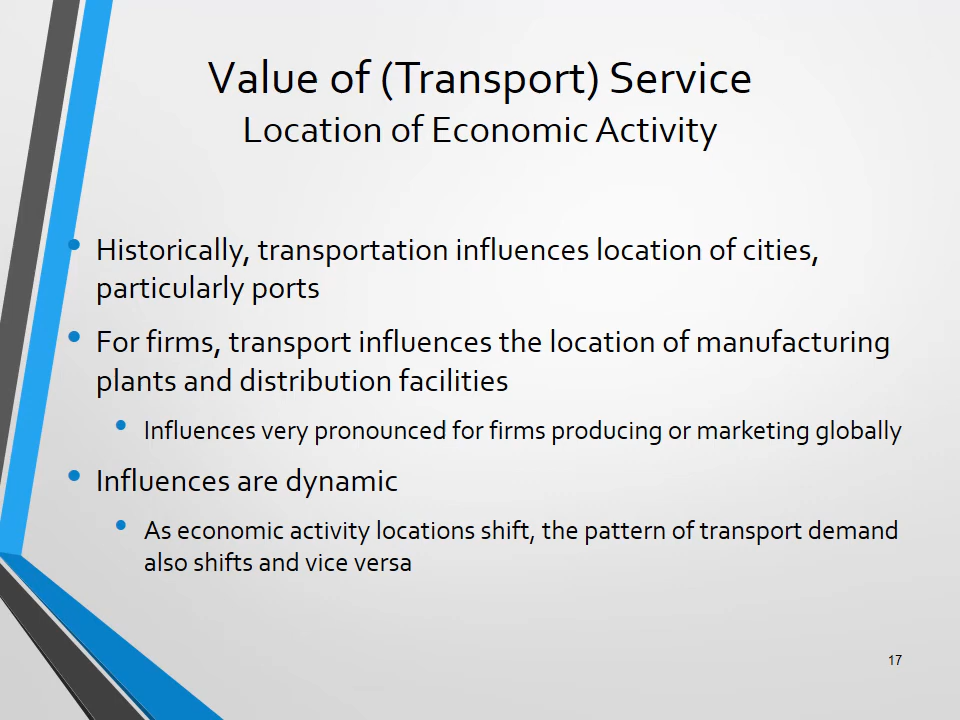 Value of (Transport) Service
Location of Economic Activity
• Historically, transportation influences location of cities,
particularly ports
• For firms, transport influences the location of manufacturing
plants and distribution facilities
• Influences very pronounced for firms producing or marketing globally
• Influences are dynamic
• As economic activity locations shift, the pattern of transport demand
also shifts and vice versa
17